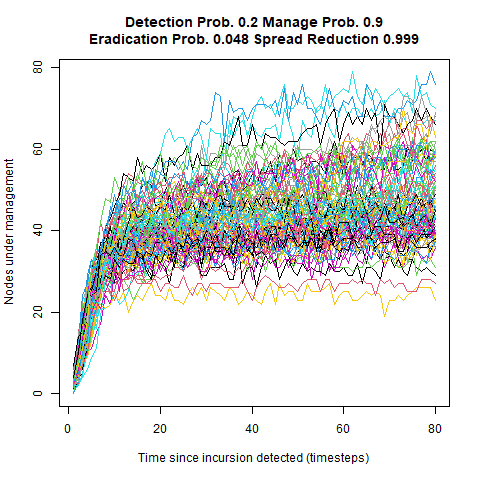 Detection Prob. 0.2 Manage Prob. 0.9
Eradication Prob. 0.048 Spread Reduction 0.999
80
60
40
20
0
Nodes under management
0 20 40 60 80
Time since incursion detected (timesteps)